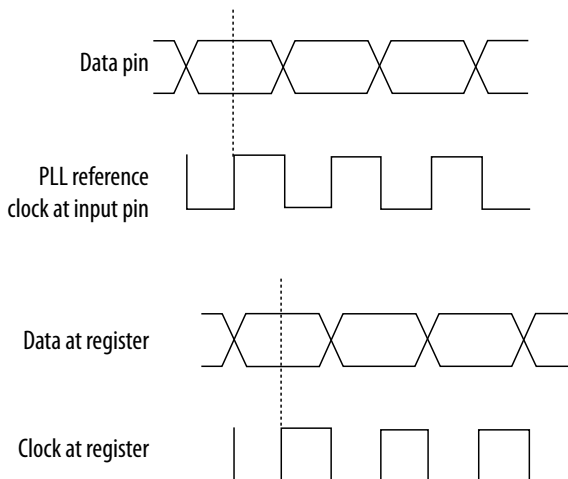 Data pin
PLL reference
clock at input pin
Data at register
Clock at register